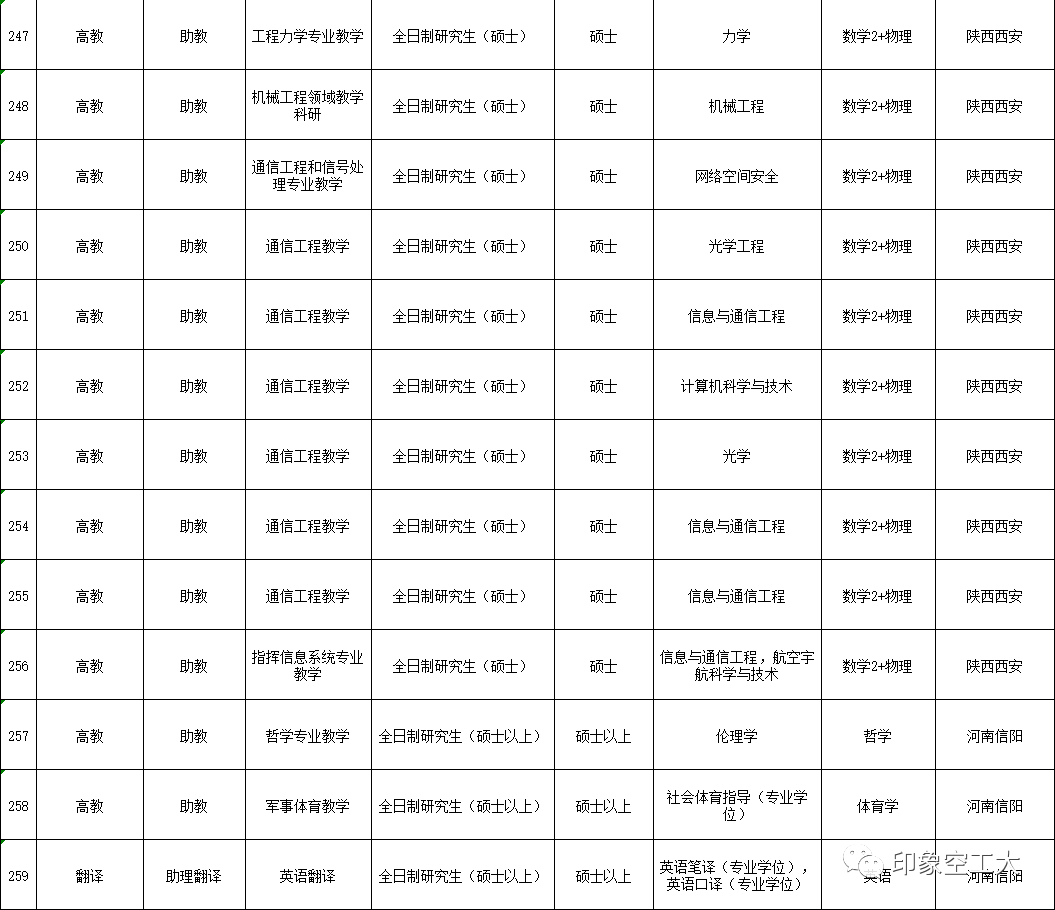 247 高教 助教 工程力学专业教学 全日制研究生（硕士） 硕士 力学 数学2+物理 陕西西安
248 高教 助教 机械工程领域教学
科研 全日制研究生（硕士） 硕士 机械工程 数学2+物理 陕西西安
249 高教 助教 通信工程和信号处
理专业教学 全日制研究生（硕士） 硕士 网络空间安全 数学2+物理 陕西西安
250 高教 助教 通信工程教学 全日制研究生（硕士） 硕士 光学工程 数学2+物理 陕西西安
251 高教 助教 通信工程教学 全日制研究生（硕士） 硕士 信息与通信工程 数学2+物理 陕西西安
252 高教 助教 通信工程教学 全日制研究生（硕士） 硕士 计算机科学与技术 数学2+物理 陕西西安
253 高教 助教 通信工程教学 全日制研究生（硕士） 硕士 光学 数学2+物理 陕西西安
254 高教 助教 通信工程教学 全日制研究生（硕士） 硕士 信息与通信工程 数学2+物理 陕西西安
255 高教 助教 通信工程教学 全日制研究生（硕士） 硕士 信息与通信工程 数学2+物理 陕西西安
256 高教 助教 指挥信息系统专业
教学 全日制研究生（硕士） 硕士 信息与通信工程，航空宇
航科学与技术 数学2+物理 陕西西安
257 高教 助教 哲学专业教学 全日制研究生（硕士以上） 硕士以上 伦理学 哲学 河南信阳
258 高教 助教 军事体育教学 全日制研究生（硕士以上） 硕士以上 社会体育指导（专业学
位） 体育学 河南信阳
259 翻译 助理翻译 英语翻译 全日制研究生（硕士以上） 硕士以上 英语笔译（专业学位），
英语口译（专业学位） 英语 河南信阳
印象空工大